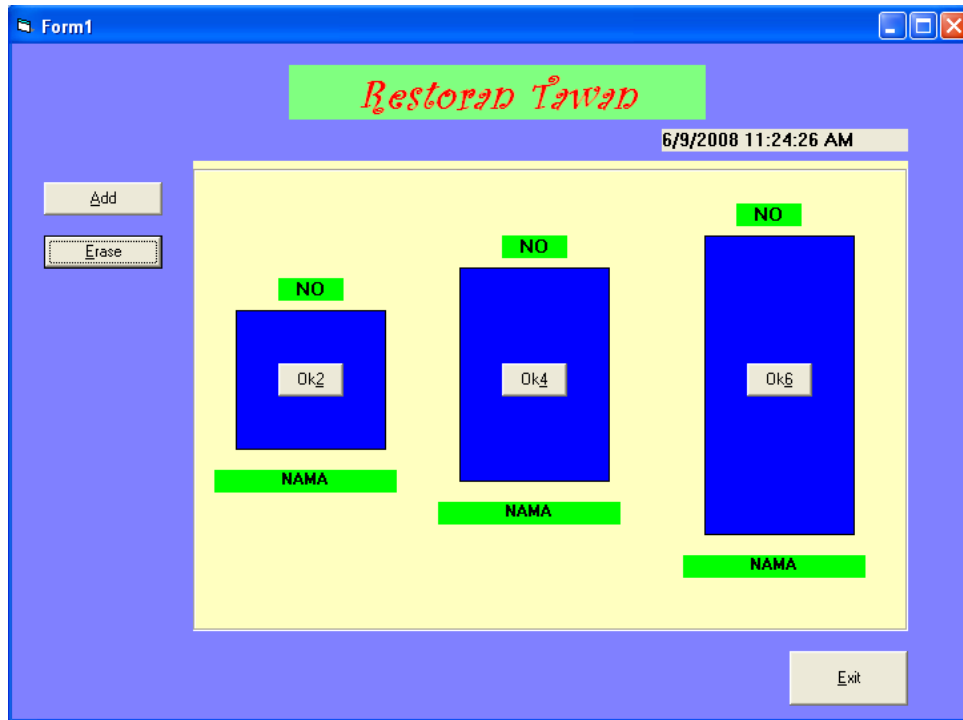 Form1
Restoran Tawan
6/9/2008 11:24:26 AM
Add
Erase
NO
NO
NO
Ok2
Ok4
Ok6
NAMA
NAMA
NAMA
Exit